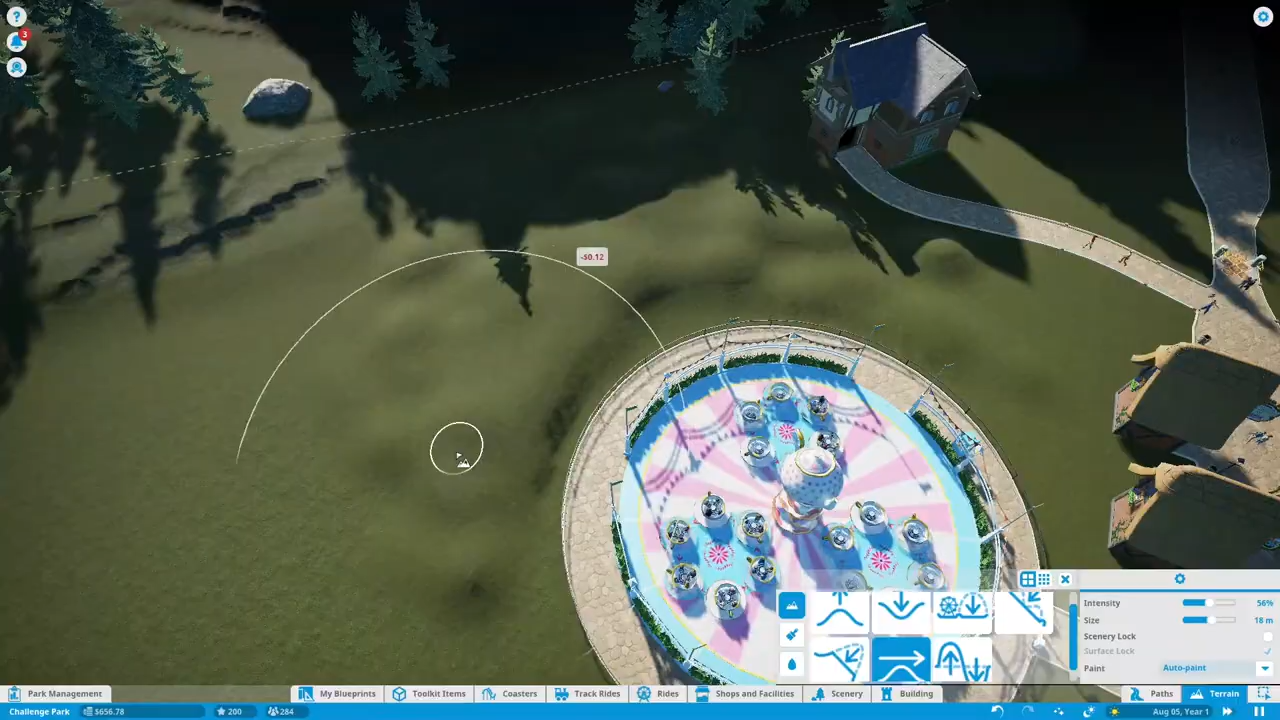 ?
3
-$0.12
Intensity
56%
Size
18 m
Scenery Lock
Surface Lock
Paint
Auto-paint
Park Management
My Blueprints
Toolkit Items
Coasters
Track Rides
Rides
Shops and Facilities
Scenery
Building
Paths
Terrain
Challenge Park
$656.78
200
284
Aug 05, Year 1